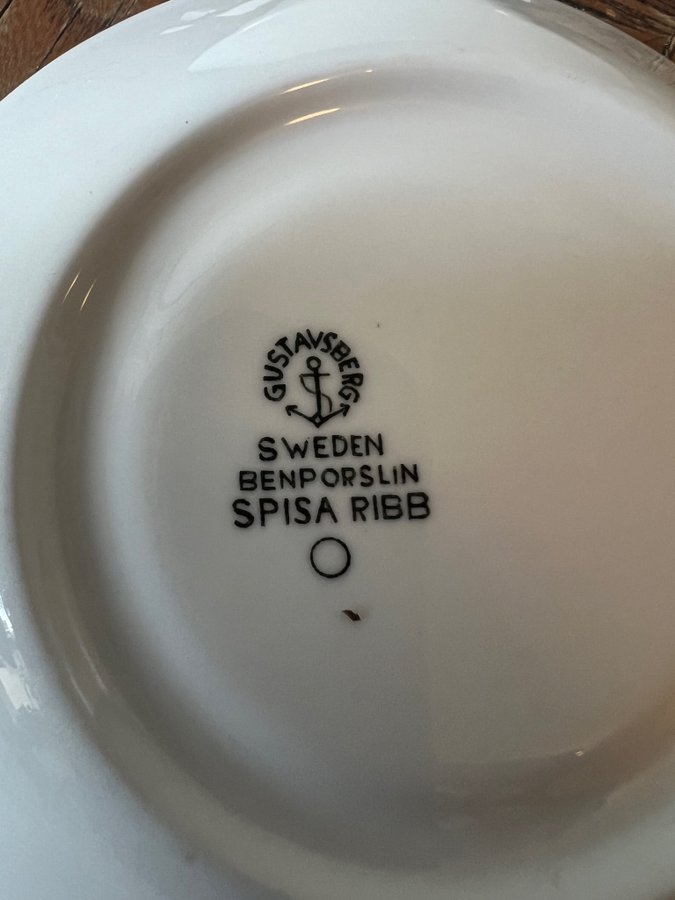 GUSTAVSBERG
SWEDEN
BENPORSLIN
SPISA RIBB